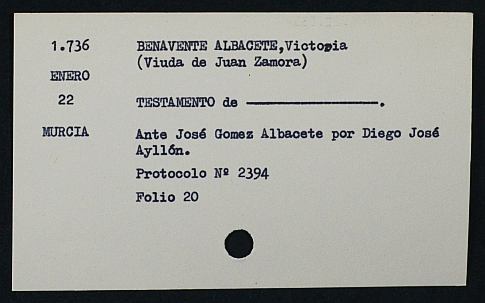 1.736 BENAVENTE ALBACETE,Victoria
(Viuda de Juan Zamora)
ENERO
22 TESTAMENTO de ——————————.
MURCIA Ante José Gomez Albacete por Diego José
Ayllón.
Protocolo Nº 2394
Folio 20